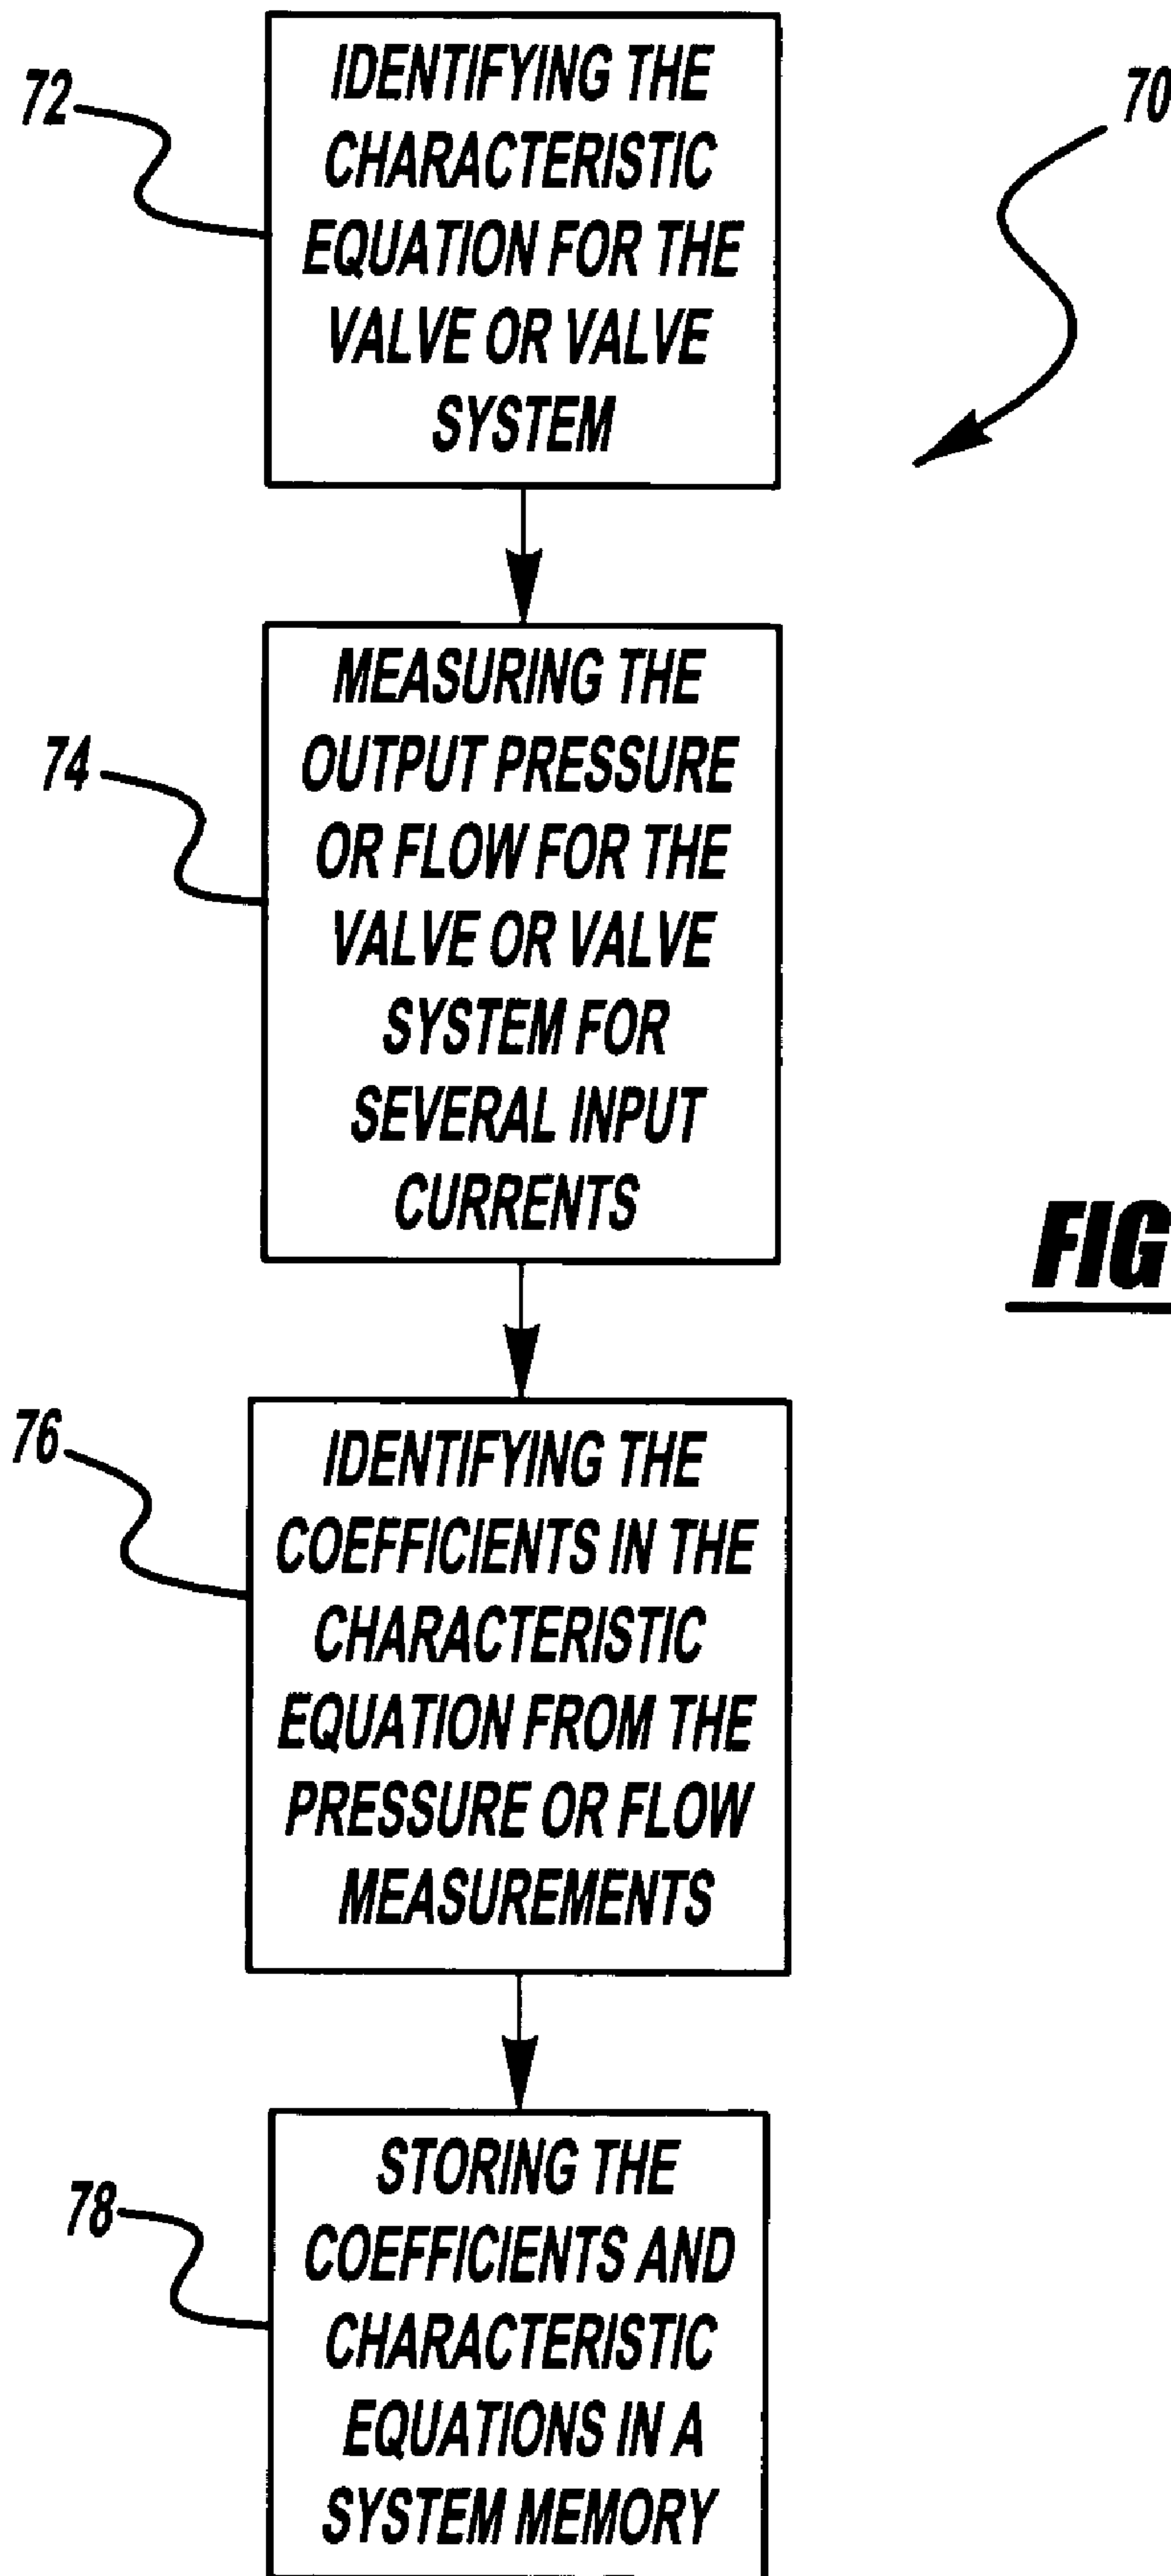 72
IDENTIFYING THE
CHARACTERISTIC
EQUATION FOR THE
VALVE OR VALVE
SYSTEM
70
74
MEASURING THE
OUTPUT PRESSURE
OR FLOW FOR THE
VALVE OR VALVE
SYSTEM FOR
SEVERAL INPUT
CURRENTS
FIG
76
IDENTIFYING THE
COEFFICIENTS IN THE
CHARACTERISTIC
EQUATION FROM THE
PRESSURE OR FLOW
MEASUREMENTS
78
STORING THE
COEFFICIENTS AND
CHARACTERISTIC
EQUATIONS IN A
SYSTEM MEMORY